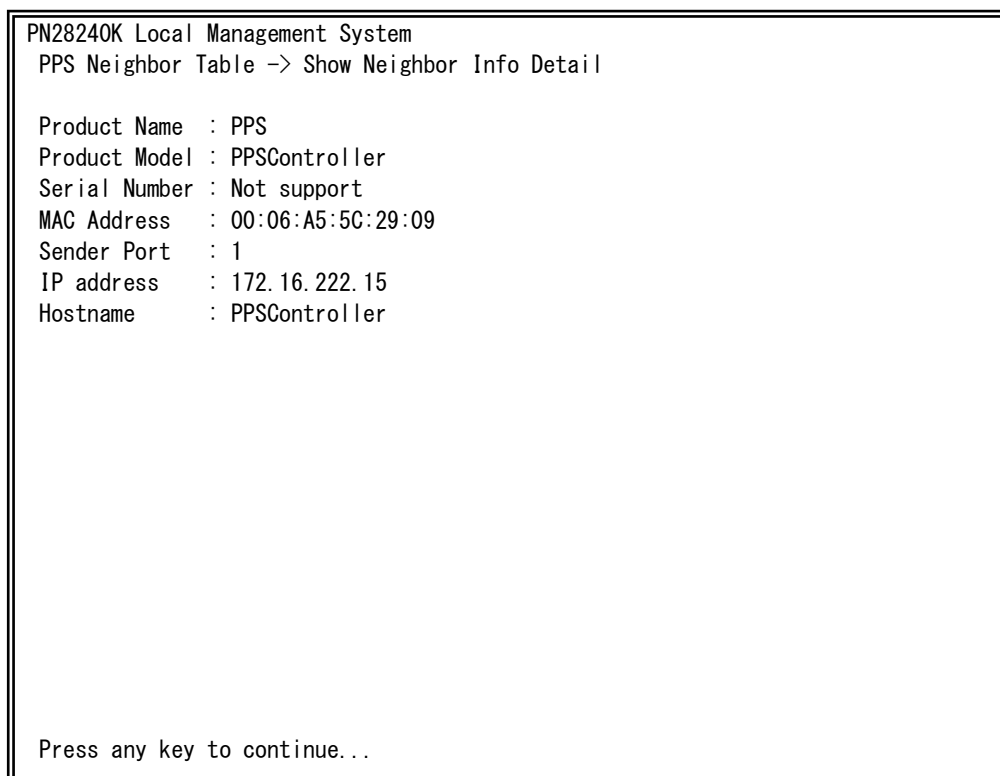 PN28240K Local Management System
PPS Neighbor Table -> Show Neighbor Info Detail
Product Name : PPS
Product Model : PPSController
Serial Number : Not support
MAC Address : 00:06:A5:5C:29:09
Sender Port : 1
IP address : 172.16.222.15
Hostname : PPSController
Press any key to continue...